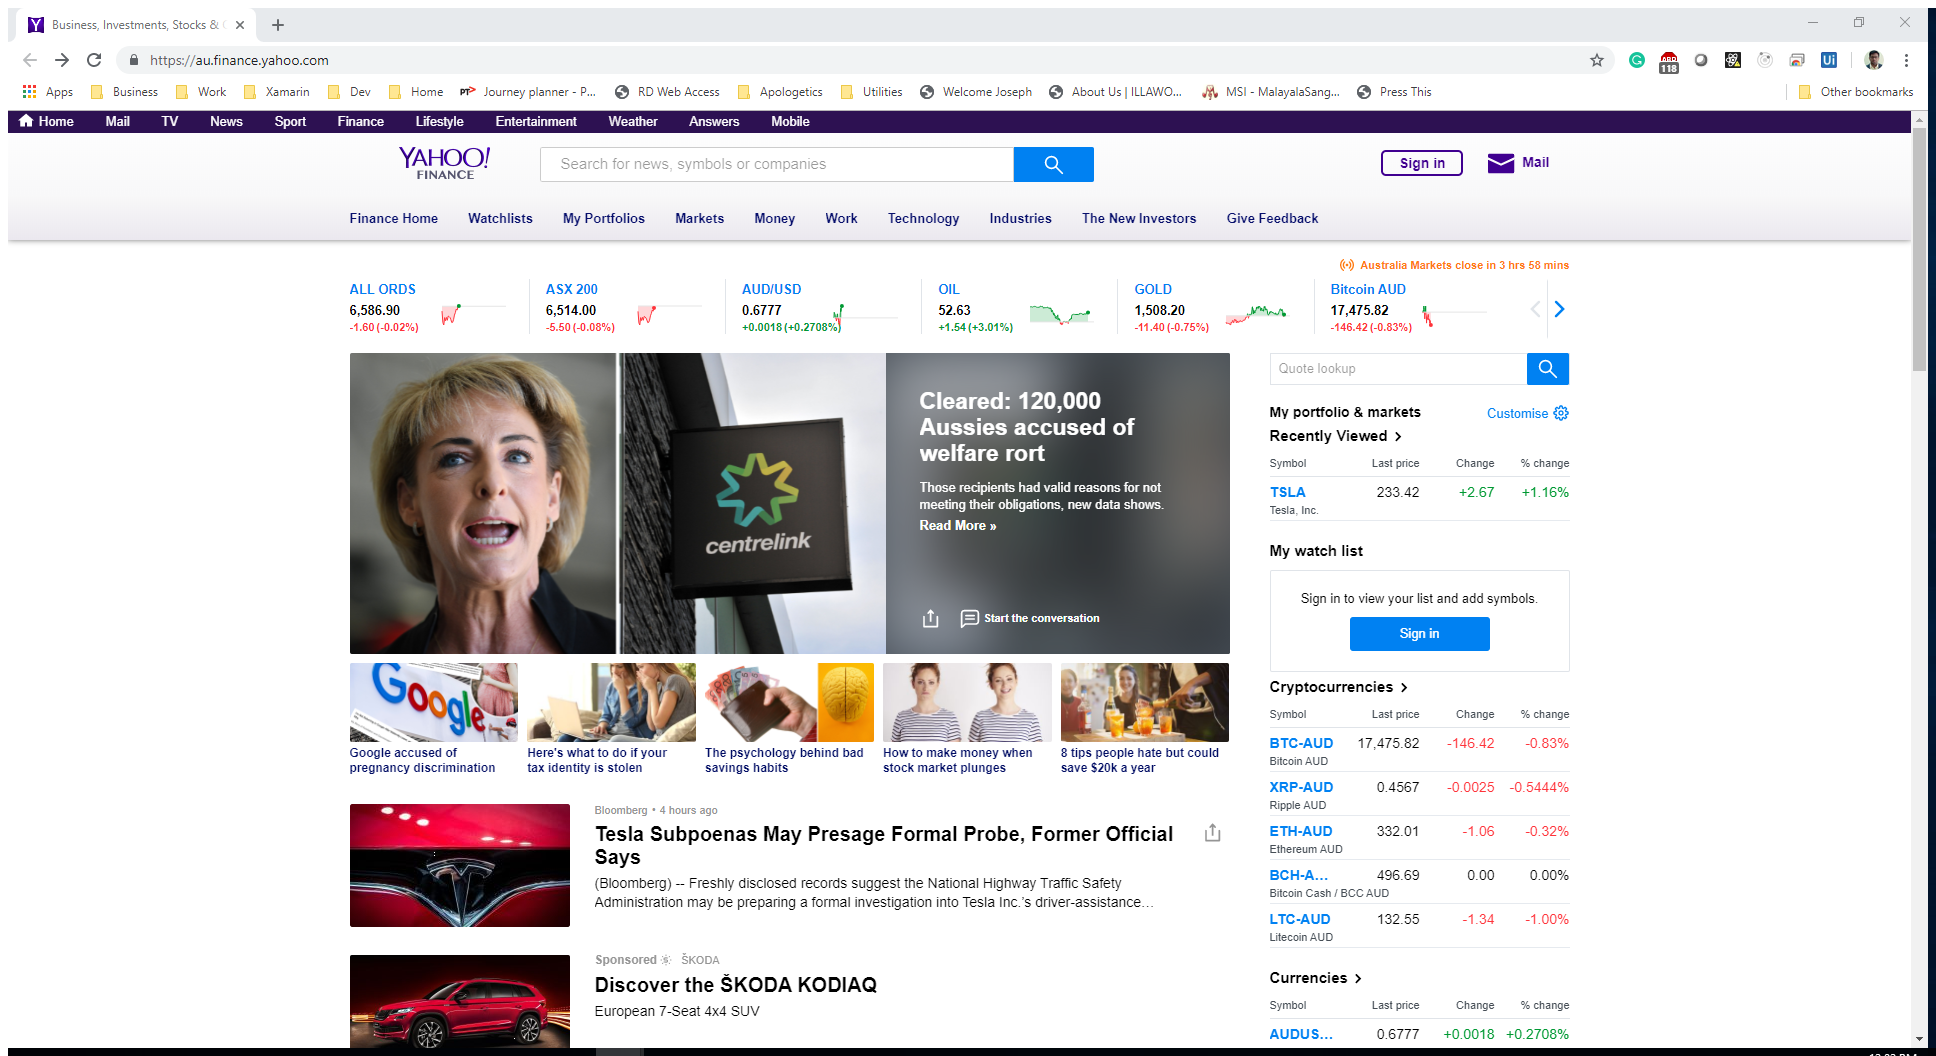 Business, Investments, Stocks &
https://au.finance.yahoo.com
118
Ui
Apps Business Work Xamarin Dev Home PT Journey planner - P... RD Web Access Apologetics Utilities Welcome Joseph About Us | ILLAWO... MSI - MalayalaSang... Press This Other bookmarks
Home Mail TV News Sport Finance Lifestyle Entertainment Weather Answers Mobile
YAHOO!
FINANCE
Search for news, symbols or companies
Sign in
Mail
Finance Home Watchlists My Portfolios Markets Money Work Technology Industries The New Investors Give Feedback
Australia Markets close in 3 hrs 58 mins
ALL ORDS
6,586.90
-1.60 (-0.02%)
ASX 200
6,514.00
-5.50 (-0.08%)
AUD/USD
0.6777
+0.0018 (+0.2708%)
OIL
52.63
+1.54 (+3.01%)
GOLD
1,508.20
-11.40 (-0.75%)
Bitcoin AUD
17,475.82
-146.42 (-0.83%)
centrelink
Cleared: 120,000
Aussies accused of
welfare rort
Those recipients had valid reasons for not
meeting their obligations, new data shows.
Read More »
Start the conversation
Google
Google accused of
pregnancy discrimination
Here's what to do if your
tax identity is stolen
The psychology behind bad
savings habits
How to make money when
stock market plunges
8 tips people hate but could
save $20k a year
Bloomberg • 4 hours ago
Tesla Subpoenas May Presage Formal Probe, Former Official
Says
(Bloomberg) -- Freshly disclosed records suggest the National Highway Traffic Safety
Administration may be preparing a formal investigation into Tesla Inc.’s driver-assistance…
Sponsored ŠKODA
Discover the ŠKODA KODIAQ
European 7-Seat 4x4 SUV
Quote lookup
My portfolio & markets Customise
Recently Viewed
Symbol Last price Change % change
TSLA 233.42 +2.67 +1.16%
Tesla, Inc.
My watch list
Sign in to view your list and add symbols.
Sign in
Cryptocurrencies
Symbol Last price Change % change
BTC-AUD 17,475.82 -146.42 -0.83%
Bitcoin AUD
XRP-AUD 0.4567 -0.0025 -0.5444%
Ripple AUD
ETH-AUD 332.01 -1.06 -0.32%
Ethereum AUD
BCH-A... 496.69 0.00 0.00%
Bitcoin Cash / BCC AUD
LTC-AUD 132.55 -1.34 -1.00%
Litecoin AUD
Currencies
Symbol Last price Change % change
AUDUS... 0.6777 +0.0018 +0.2708%